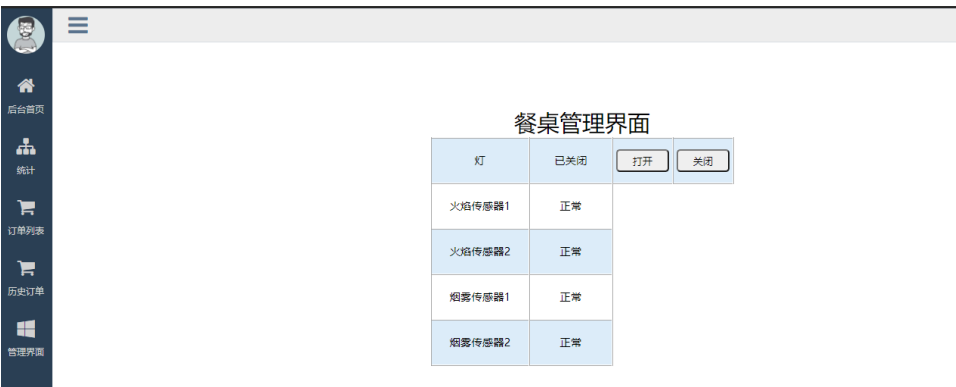 后台首页
统计
订单列表
历史订单
管理界面
餐桌管理界面
灯 已关闭 打开 关闭
火焰传感器1 正常
火焰传感器2 正常
烟雾传感器1 正常
烟雾传感器2 正常